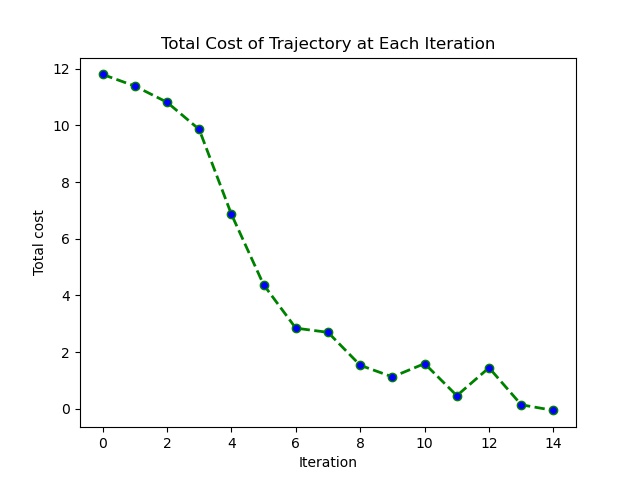 Total Cost of Trajectory at Each Iteration
12
10
8
6
4
2
0
Total cost
0 2 4 6 8 10 12 14
Iteration